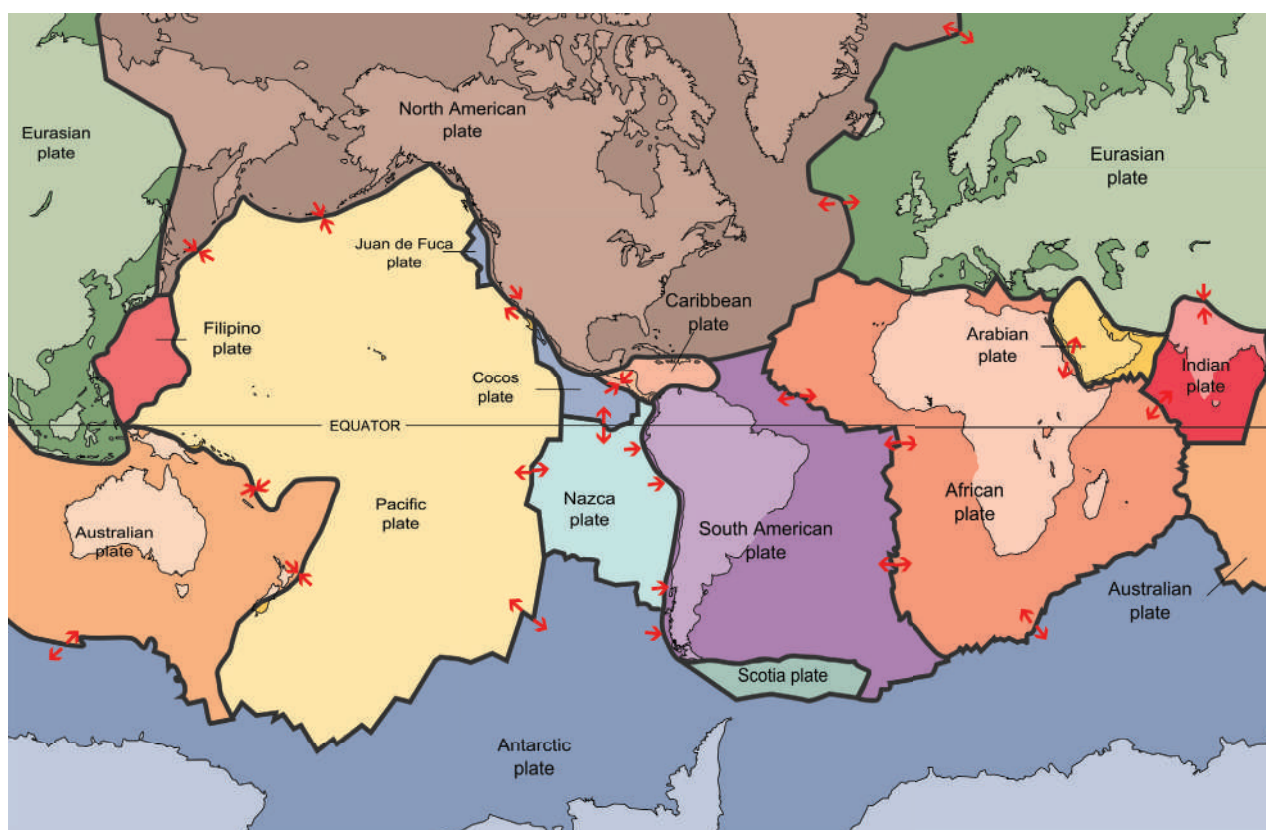 North American
plate
Eurasian
plate
Eurasian
plate
Juan de Fuca
plate
Caribbean
plate
Filipino
plate
Arabian
plate
Indian
plate
Cocos
plate
EQUATOR
Nazca
plate
Pacific
plate
African
plate
Australian
plate
South American
plate
Australian
plate
Scotia plate
Antarctic
plate